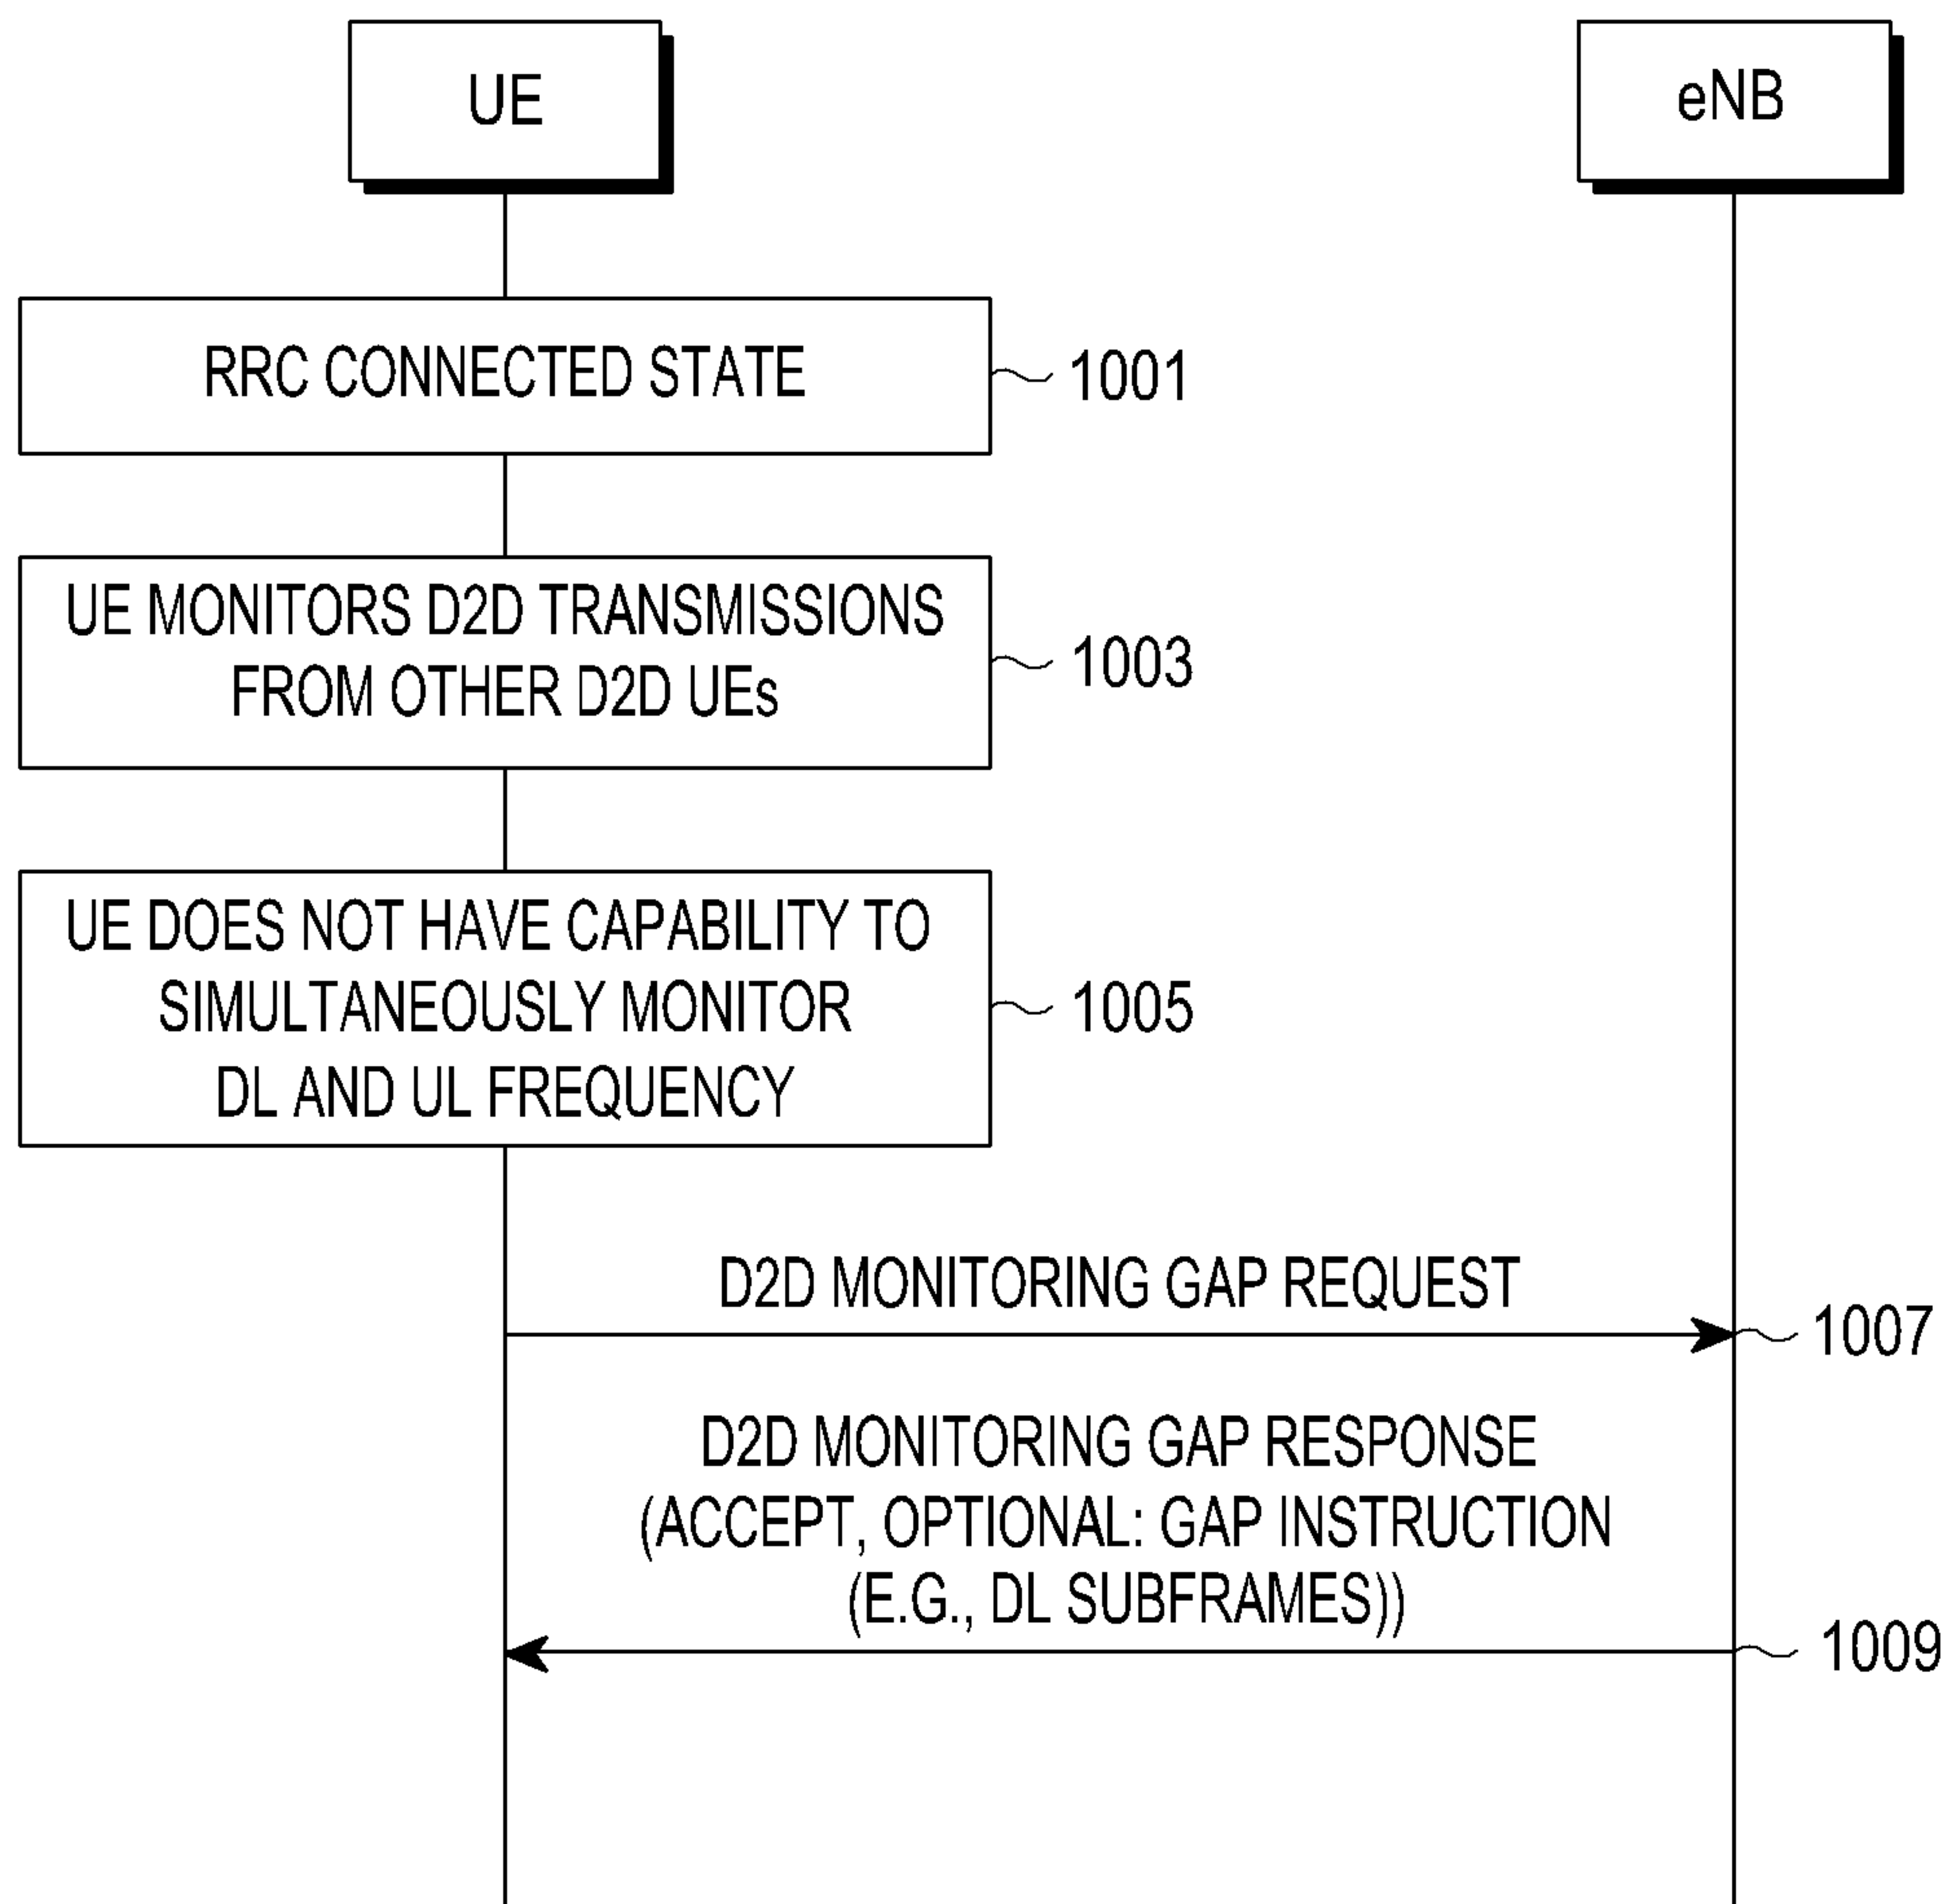 UE
eNB
RRC CONNECTED STATE
1001
UE MONITORS D2D TRANSMISSIONS
FROM OTHER D2D UEs
1003
UE DOES NOT HAVE CAPABILITY TO
SIMULTANEOUSLY MONITOR
DL AND UL FREQUENCY
1005
D2D MONITORING GAP REQUEST
1007
D2D MONITORING GAP RESPONSE
(ACCEPT, OPTIONAL: GAP INSTRUCTION
(E.G., DL SUBFRAMES))
1009